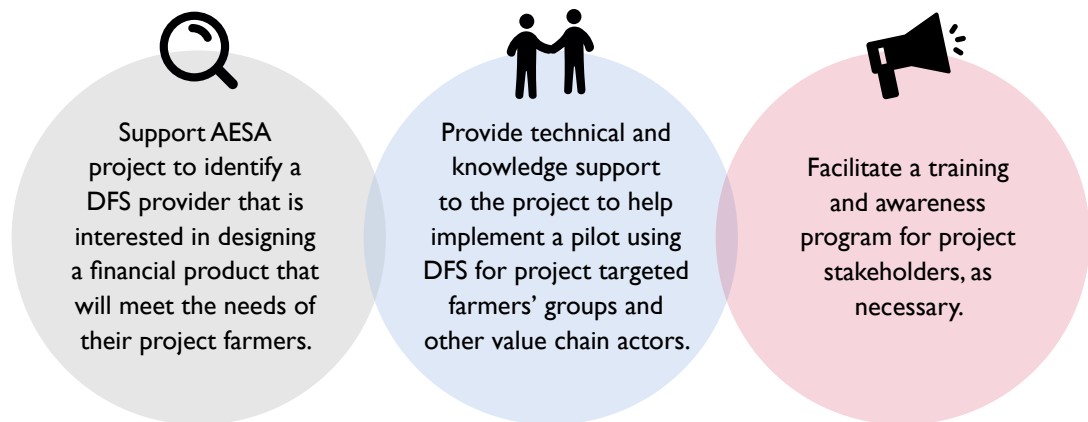 Support AESA
project to identify a
DFS provider that is
interested in designing
a financial product that
will meet the needs of
their project farmers.
Provide technical and
knowledge support
to the project to help
implement a pilot using
DFS for project targeted
farmers’ groups and
other value chain actors.
Facilitate a training
and awareness
program for project
stakeholders, as
necessary.